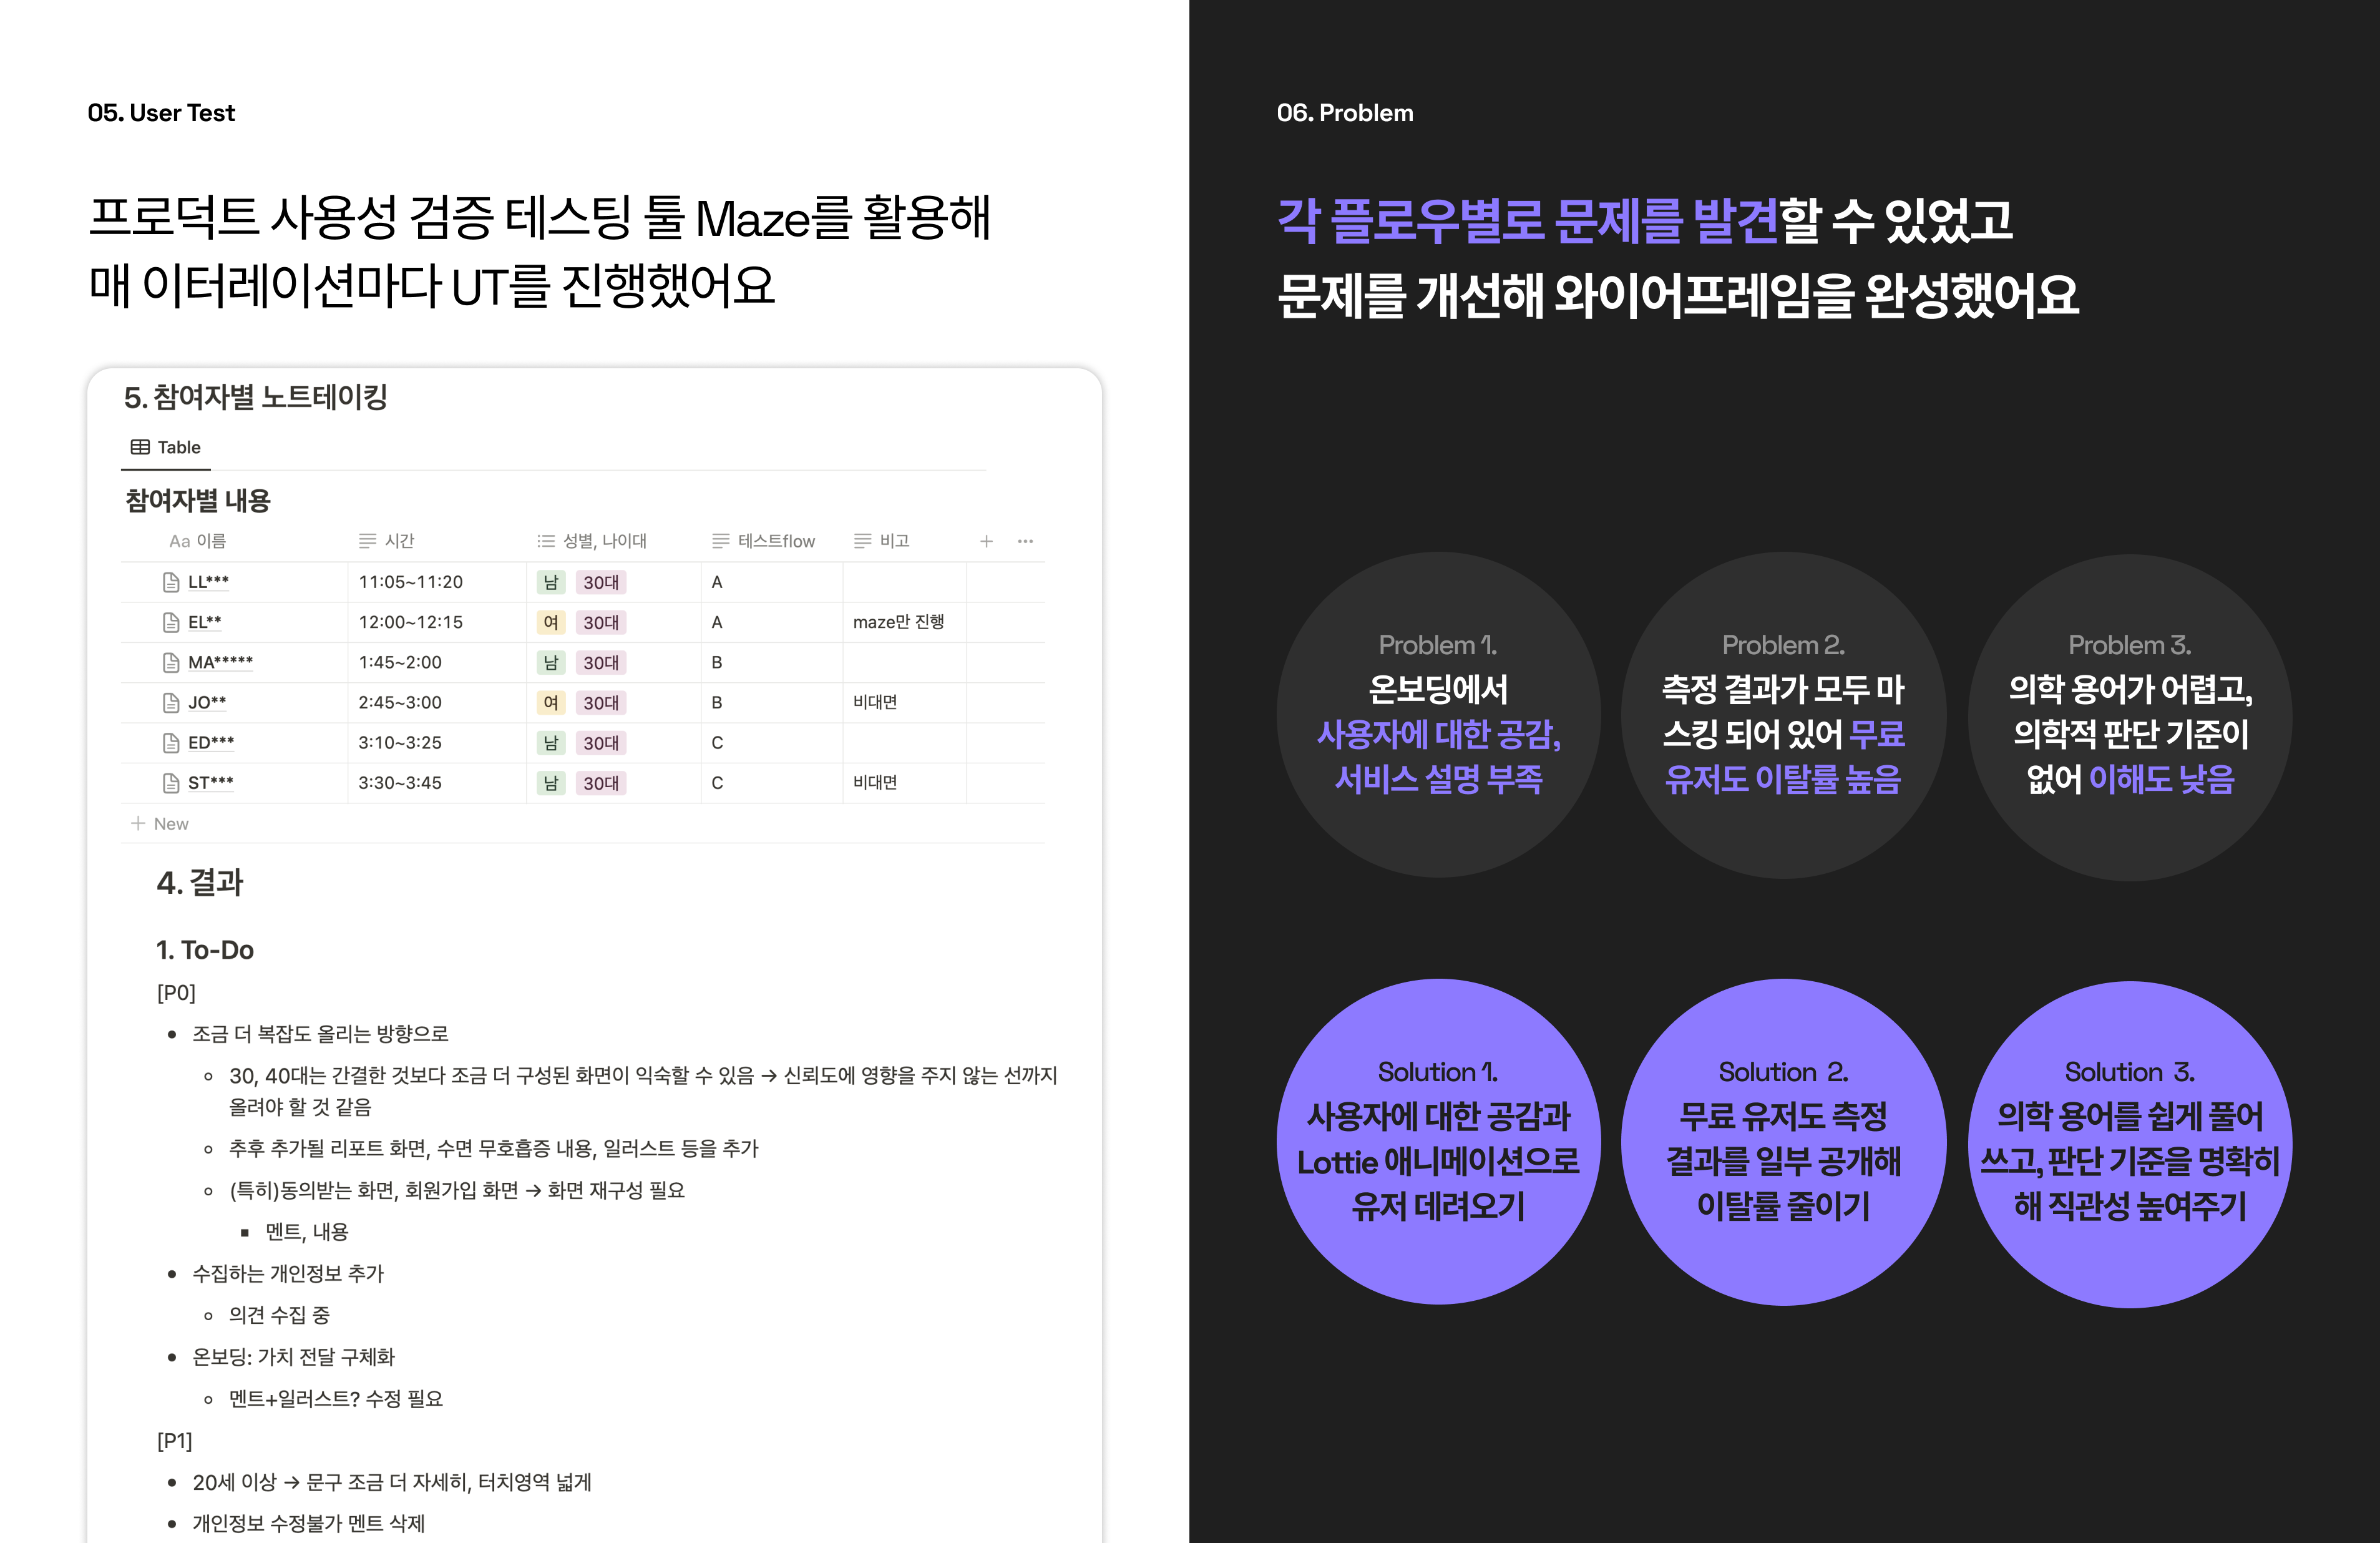 05. User Test
프로덕트 사용성 검증 테스팅 툴 Maze를 활용해
매 이터레이션마다 UT를 진행했어요
5. 참여자별 노트테이킹
Table
참여자별 내용
Aa 이름 시간 성별, 나이대 테스트flow 비고
LL*** 11:05~11:20 남 30대 A
EL** 12:00~12:15 여 30대 A maze만 진행
MA***** 1:45~2:00 남 30대 B
JO** 2:45~3:00 여 30대 B 비대면
ED*** 3:10~3:25 남 30대 C
ST*** 3:30~3:45 남 30대 C 비대면
+ New
4. 결과
1. To-Do
[P0]
• 조금 더 복잡도 올리는 방향으로
◦ 30, 40대는 간결한 것보다 조금 더 구성된 화면이 익숙할 수 있음 → 신뢰도에 영향을 주지 않는 선까지
올려야 할 것 같음
◦ 추후 추가될 리포트 화면, 수면 무호흡증 내용, 일러스트 등을 추가
◦ (특히)동의받는 화면, 회원가입 화면 → 화면 재구성 필요
▪ 멘트, 내용
• 수집하는 개인정보 추가
◦ 의견 수집 중
• 온보딩: 가치 전달 구체화
◦ 멘트+일러스트? 수정 필요
[P1]
• 20세 이상 → 문구 조금 더 자세히, 터치영역 넓게
• 개인정보 수정불가 멘트 삭제
06. Problem
각 플로우별로 문제를 발견할 수 있었고
문제를 개선해 와이어프레임을 완성했어요
Problem 1.
온보딩에서
사용자에 대한 공감,
서비스 설명 부족
Problem 2.
측정 결과가 모두 마
스킹 되어 있어 무료
유저도 이탈률 높음
Problem 3.
의학 용어가 어렵고,
의학적 판단 기준이
없어 이해도 낮음
Solution 1.
사용자에 대한 공감과
Lottie 애니메이션으로
유저 데려오기
Solution 2.
무료 유저도 측정
결과를 일부 공개해
이탈률 줄이기
Solution 3.
의학 용어를 쉽게 풀어
쓰고, 판단 기준을 명확히
해 직관성 높여주기